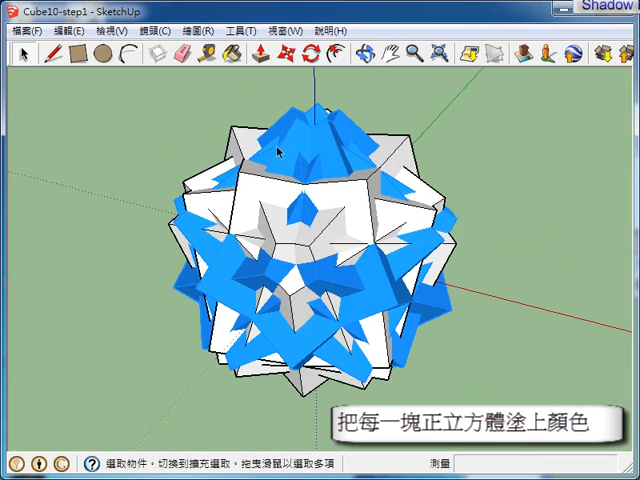 Cube10-step1 - SketchUp
Shadow
檔案(F) 編輯(E) 檢視(V) 鏡頭(C) 繪圖(R) 工具(T) 視窗(W) 說明(H)
把每一塊正立方體塗上顏色
選取物件。切換到擴充選取。拖曳滑鼠以選取多項
測量